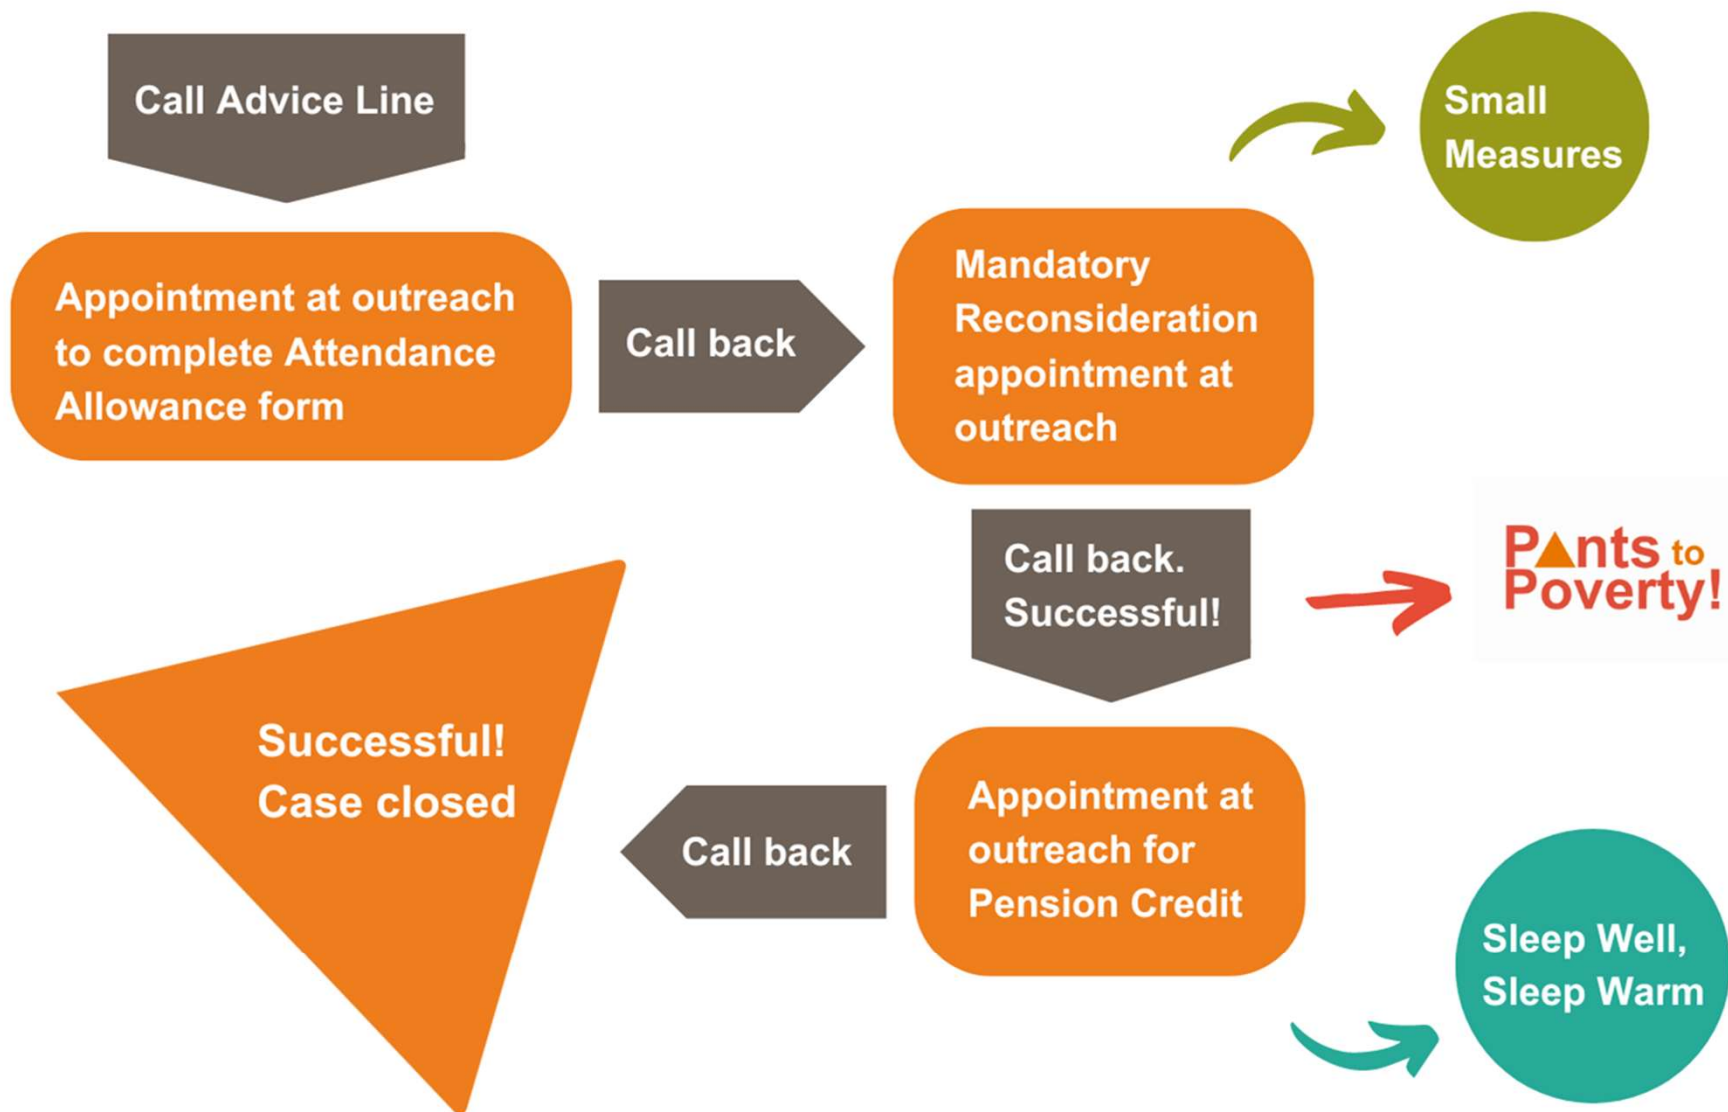 Call Advice Line
Appointment at outreach
to complete Attendance
Allowance form
Call back
Mandatory
Reconsideration
appointment at
outreach
Small
Measures
Call back.
Successful!
Pants to
Poverty!
Appointment at
outreach for
Pension Credit
Sleep Well,
Sleep Warm
Call back
Successful!
Case closed